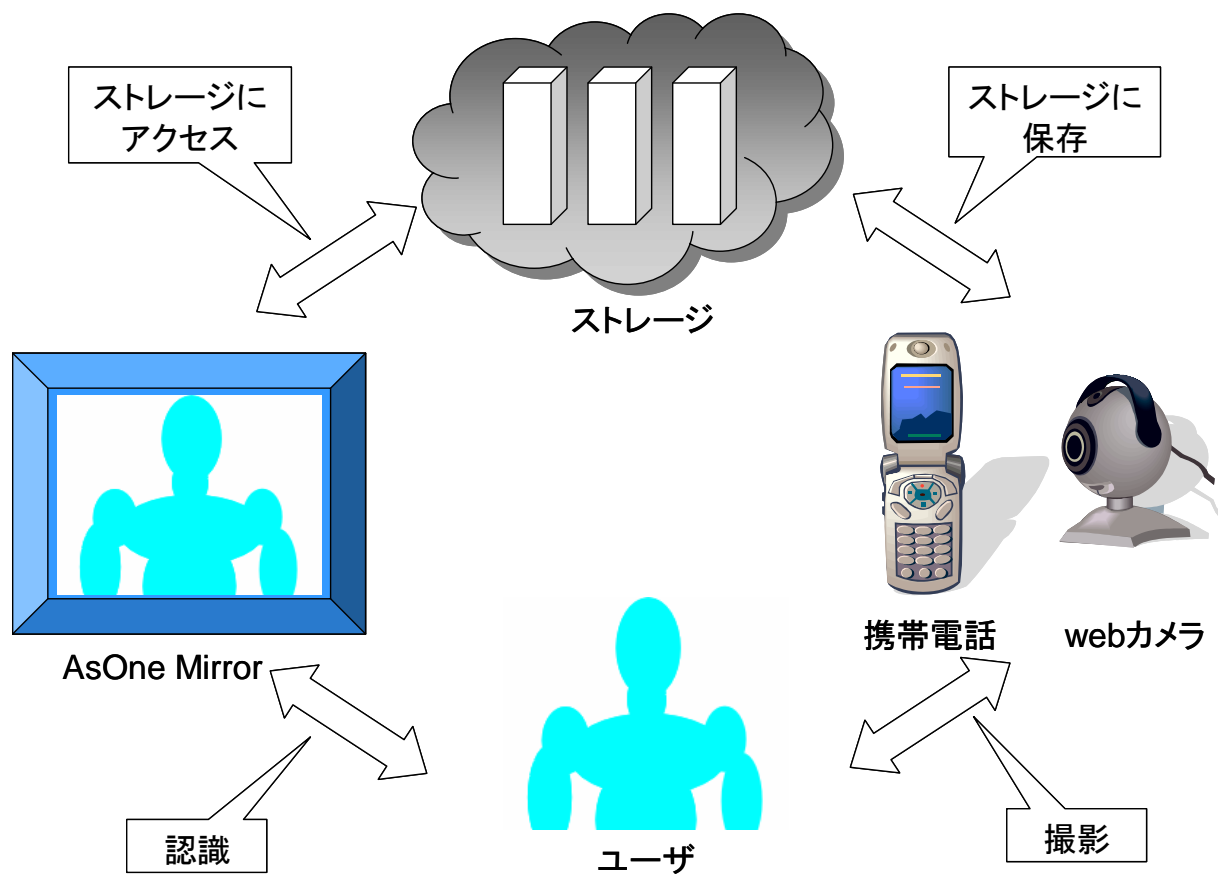 ストレージに
アクセス
ストレージに
保存
ストレージ
AsOne Mirror
携帯電話
webカメラ
認識
ユーザ
撮影